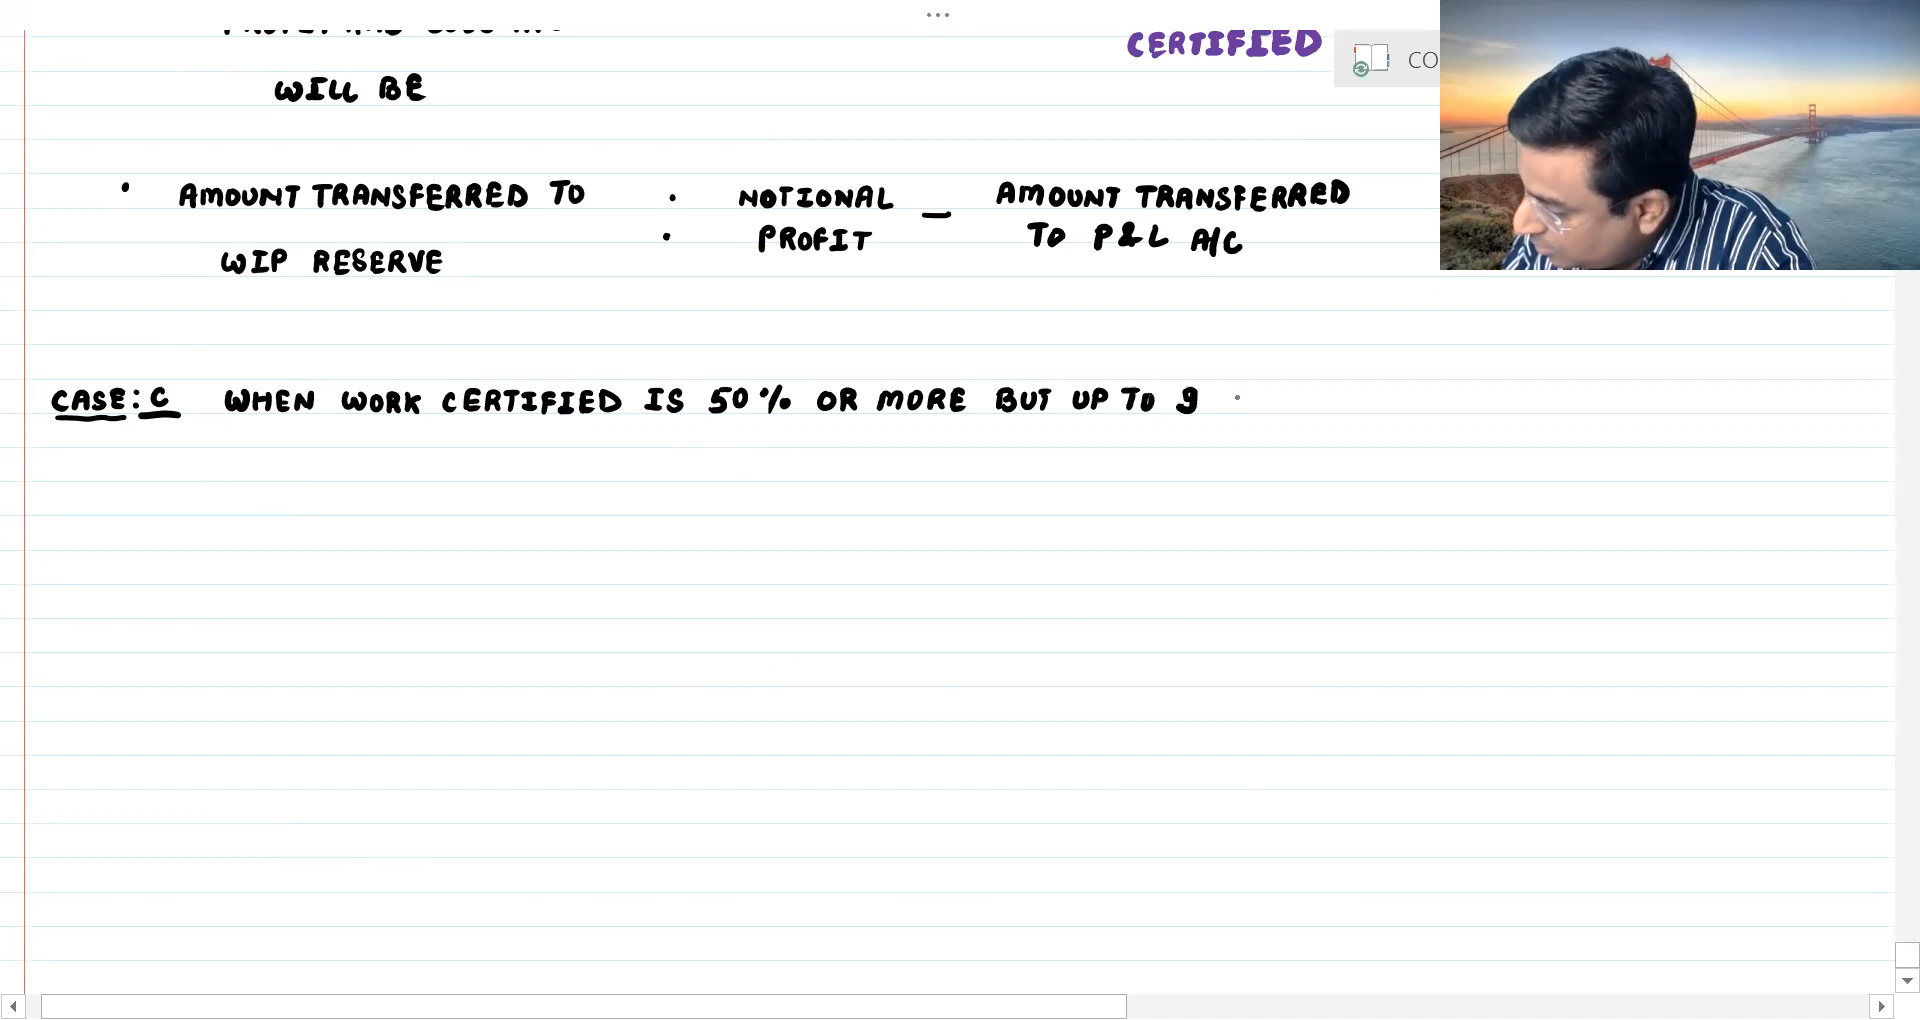 CERTIFIED
CO
WILL BE
• AMOUNT TRANSFERRED TO : NOTIONAL PROFIT – AMOUNT TRANSFERRED TO P&L A/C
WIP RESERVE
CASE: C WHEN WORK CERTIFIED IS 50% OR MORE BUT UP TO 9